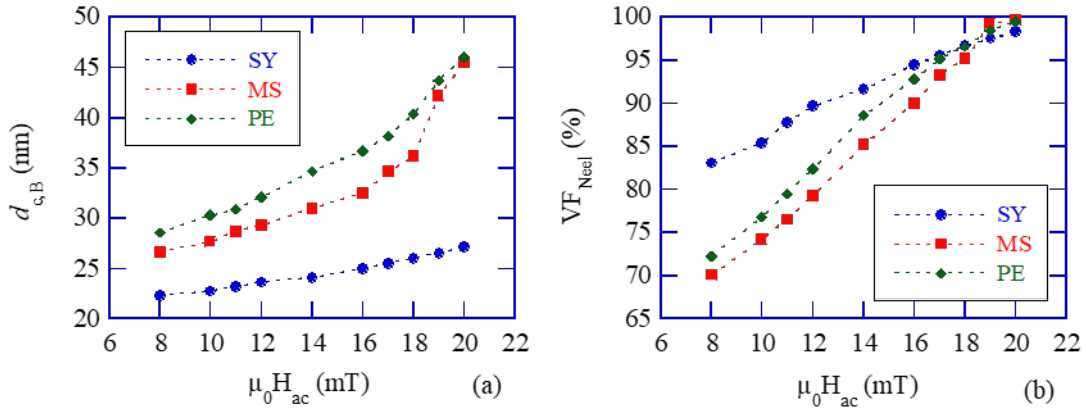 50
45
40
35
30
25
20
d c,B (nm)
SY
MS
PE
6 8 10 12 14 16 18 20 22
μ0Hac (mT)
(a)
100
95
90
85
80
75
70
65
VFNeel (%)
SY
MS
PE
6 8 10 12 14 16 18 20 22
μ0Hac (mT)
(b)